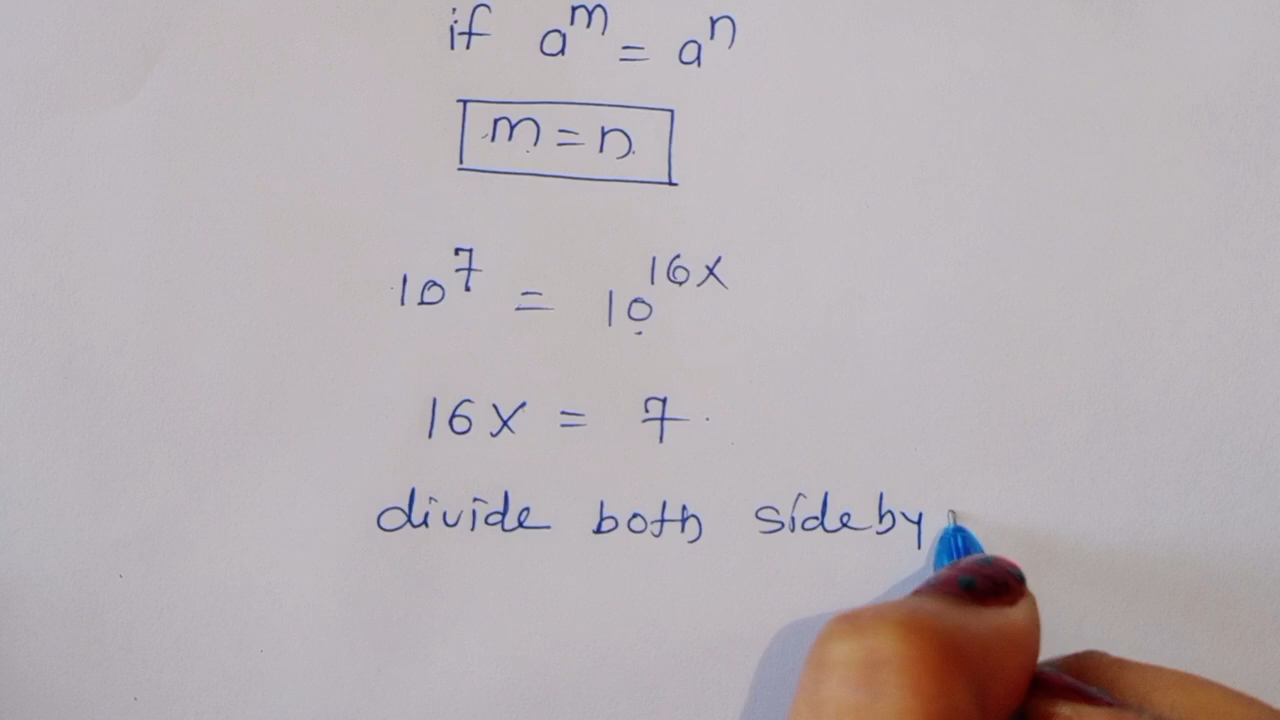 if a^m = a^n
m = n
10^7 = 10^16x
16x = 7
divide both side by